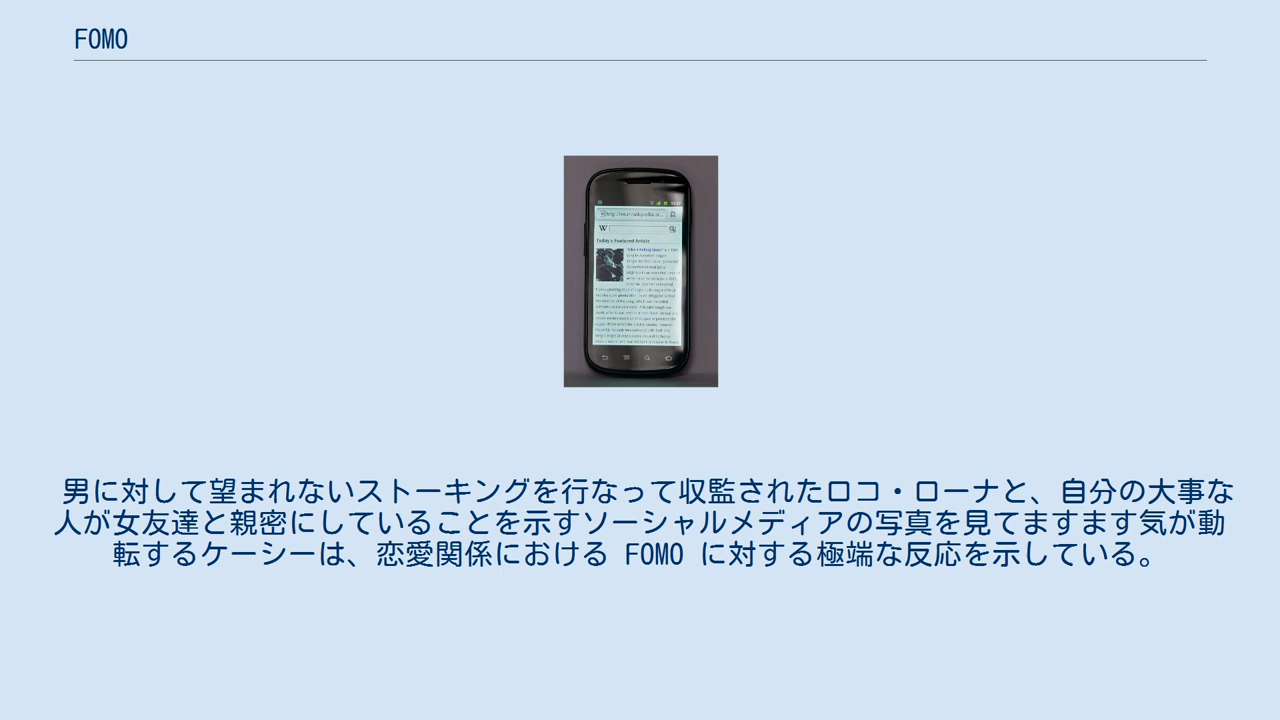 FOMO
W
Today's Featured Article
男に対して望まれないストーキングを行なって収監されたロコ・ローナと、自分の大事な
人が女友達と親密にしていることを示すソーシャルメディアの写真を見てますます気が動
転するケーシーは、恋愛関係における FOMO に対する極端な反応を示している。